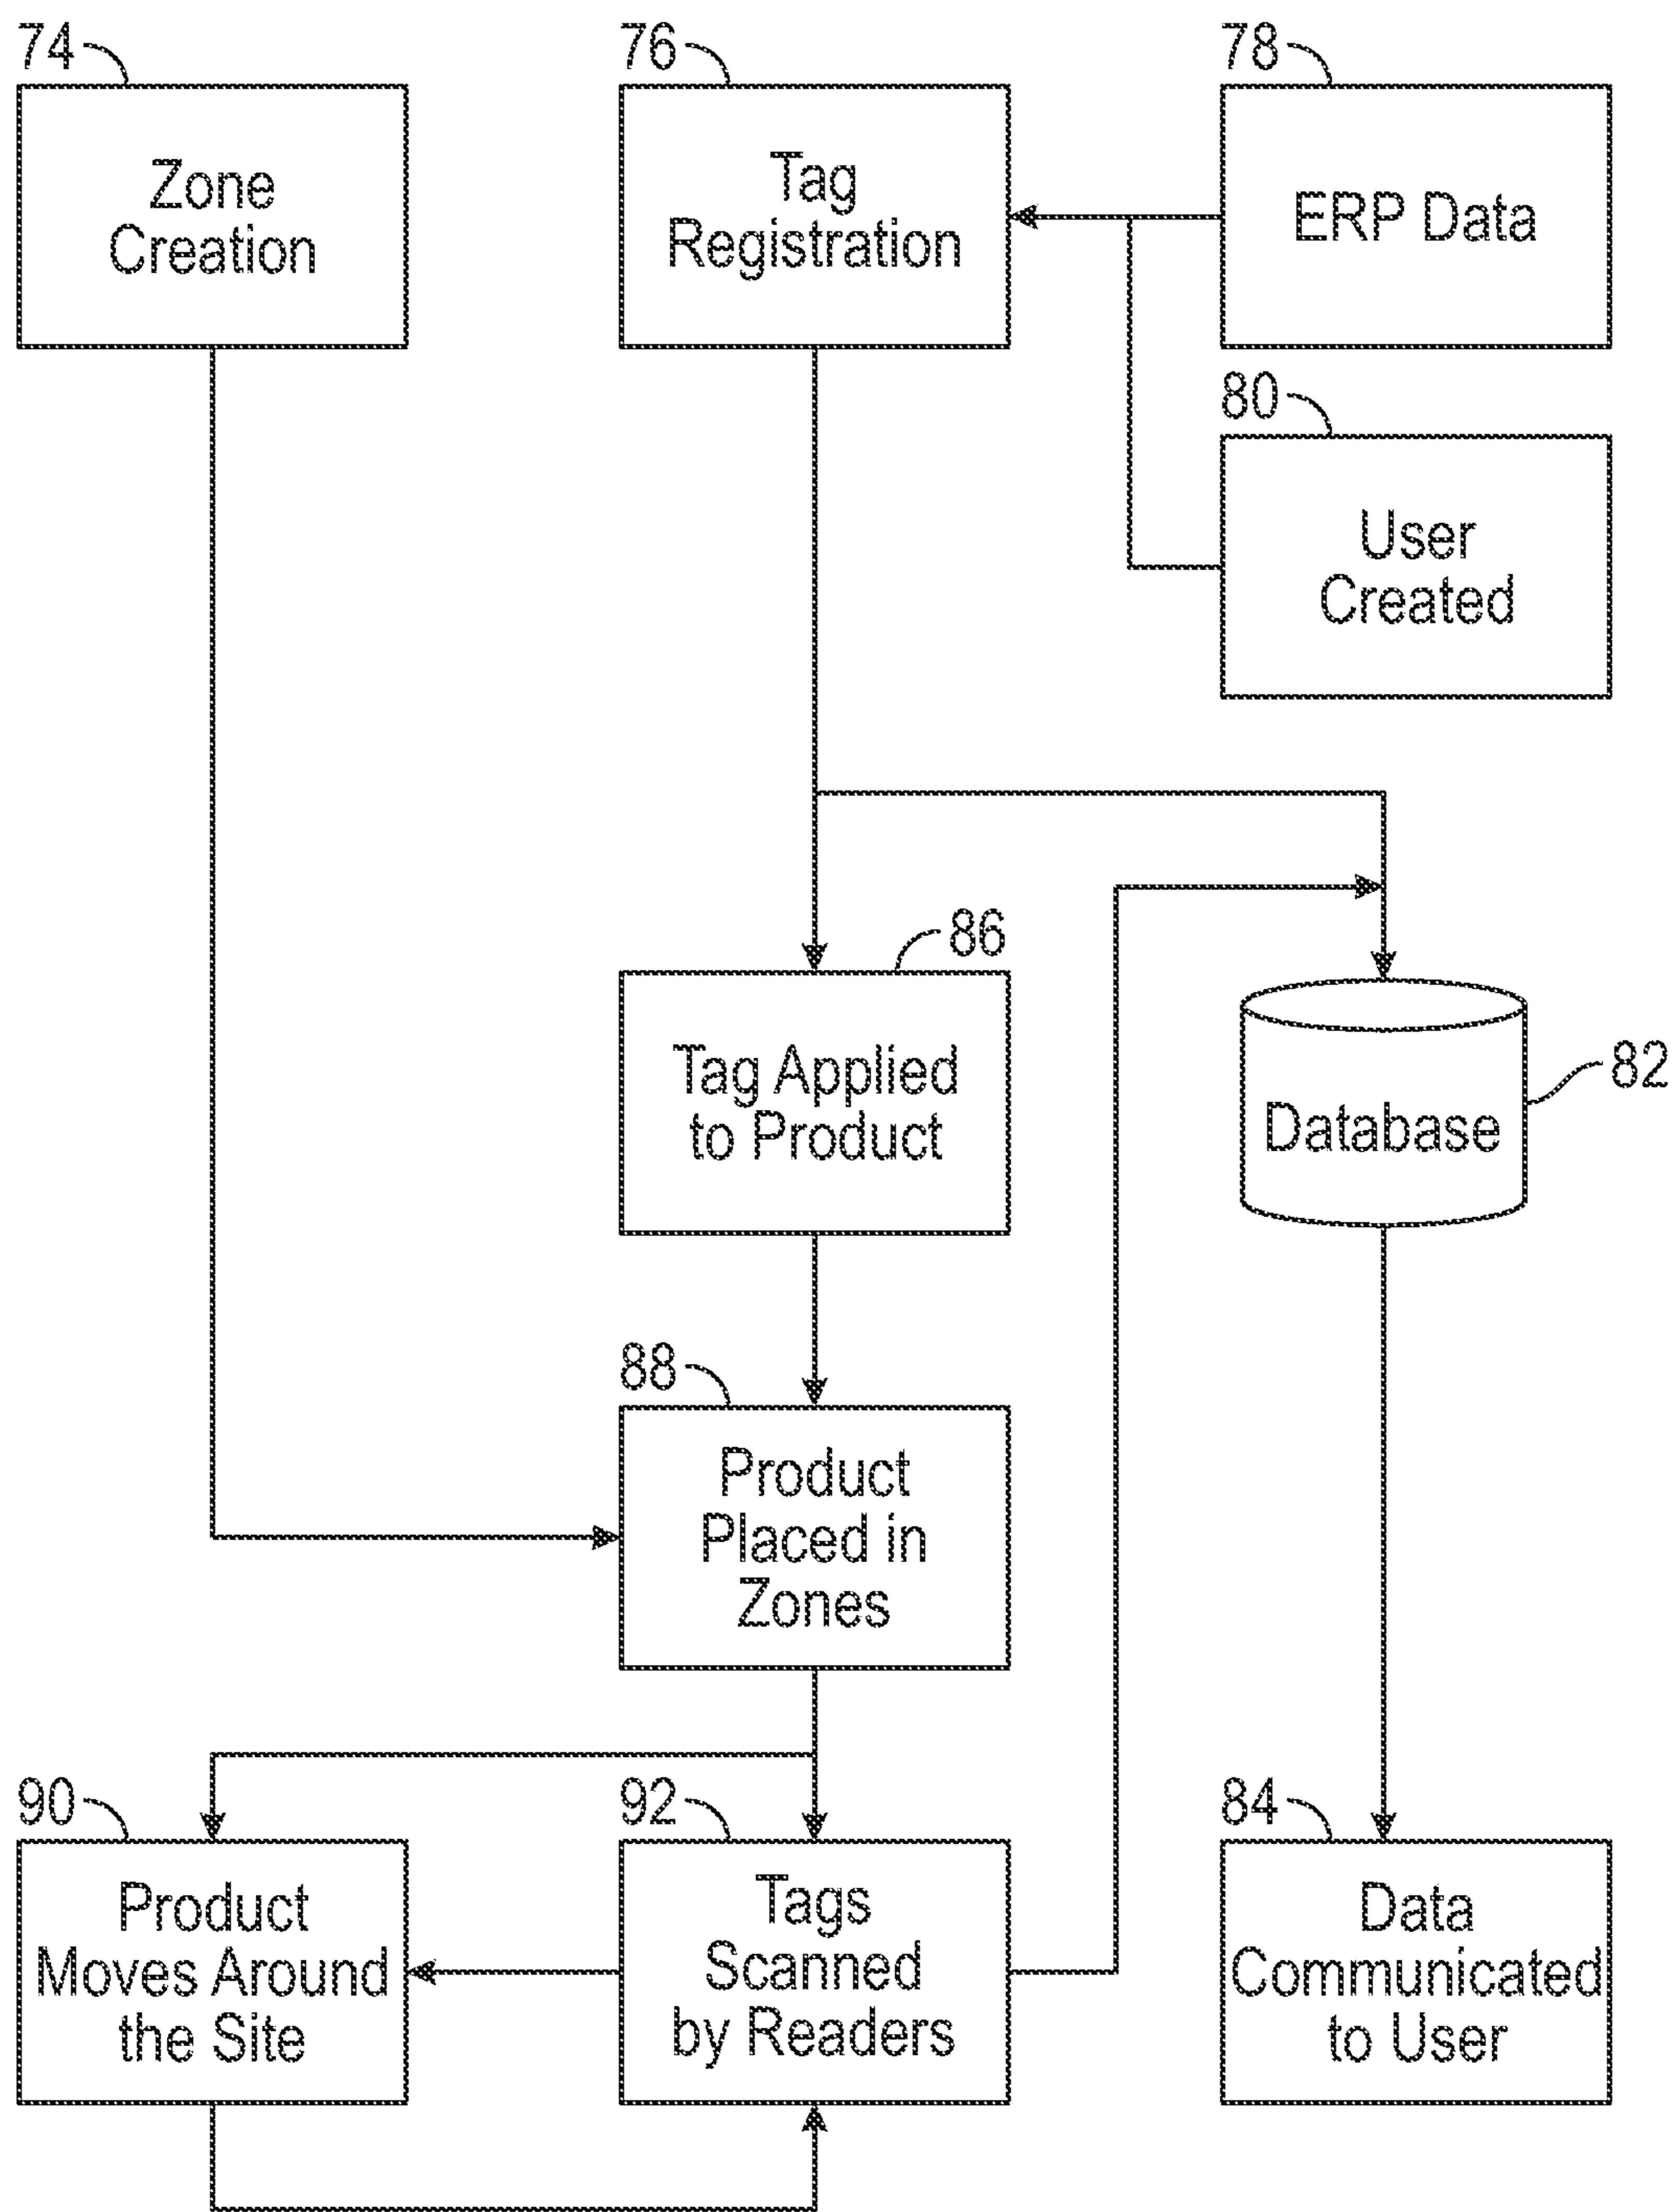 74
76
78
Zone
Creation
Tag
Registration
ERP Data
80
User
Created
86
Tag Applied
to Product
82
Database
88
Product
Placed in
Zones
90
92
84
Product
Moves Around
the Site
Tags
Scanned
by Readers
Data
Communicated
to User